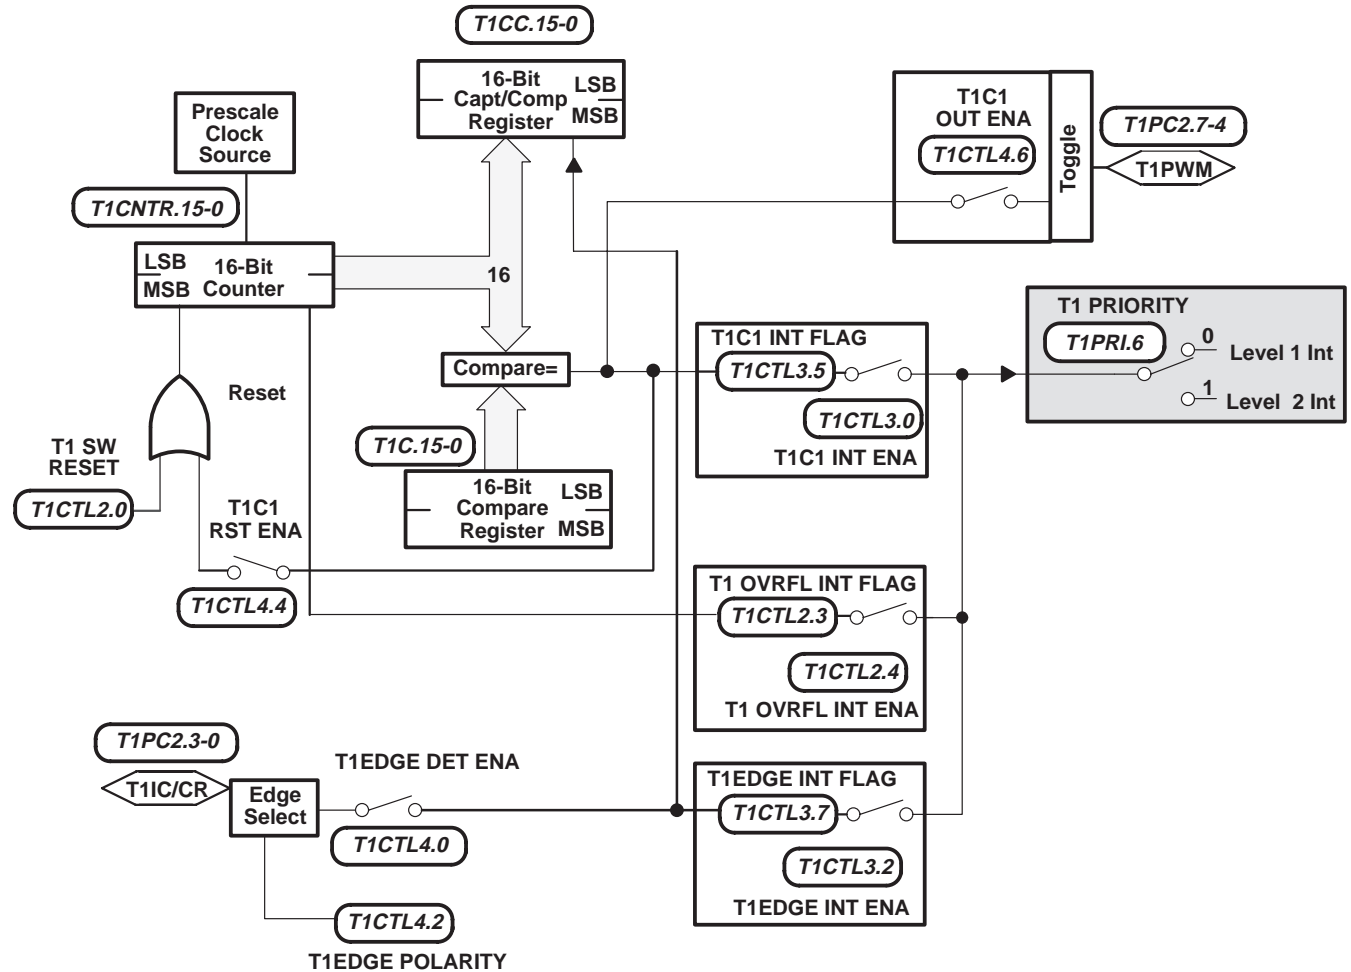 T1CC.15-0
16-Bit
Capt/Comp
Register
LSB
MSB
Prescale
Clock
Source
T1CNTR.15-0
LSB
MSB
16-Bit
Counter
16
T1C1
OUT ENA
T1CTL4.6
Toggle
T1PC2.7-4
T1PWM
T1 PRIORITY
T1PRI.6
0
Level 1 Int
1
Level 2 Int
Compare=
T1C1 INT FLAG
T1CTL3.5
T1CTL3.0
T1C1 INT ENA
Reset
T1 SW
RESET
T1CTL2.0
T1C1
RST ENA
T1CTL4.4
T1C.15-0
16-Bit
Compare
Register
LSB
MSB
T1 OVRFL INT FLAG
T1CTL2.3
T1CTL2.4
T1 OVRFL INT ENA
T1PC2.3-0
T1IC/CR
Edge
Select
T1EDGE DET ENA
T1CTL4.0
T1EDGE INT FLAG
T1CTL3.7
T1CTL3.2
T1EDGE INT ENA
T1CTL4.2
T1EDGE POLARITY